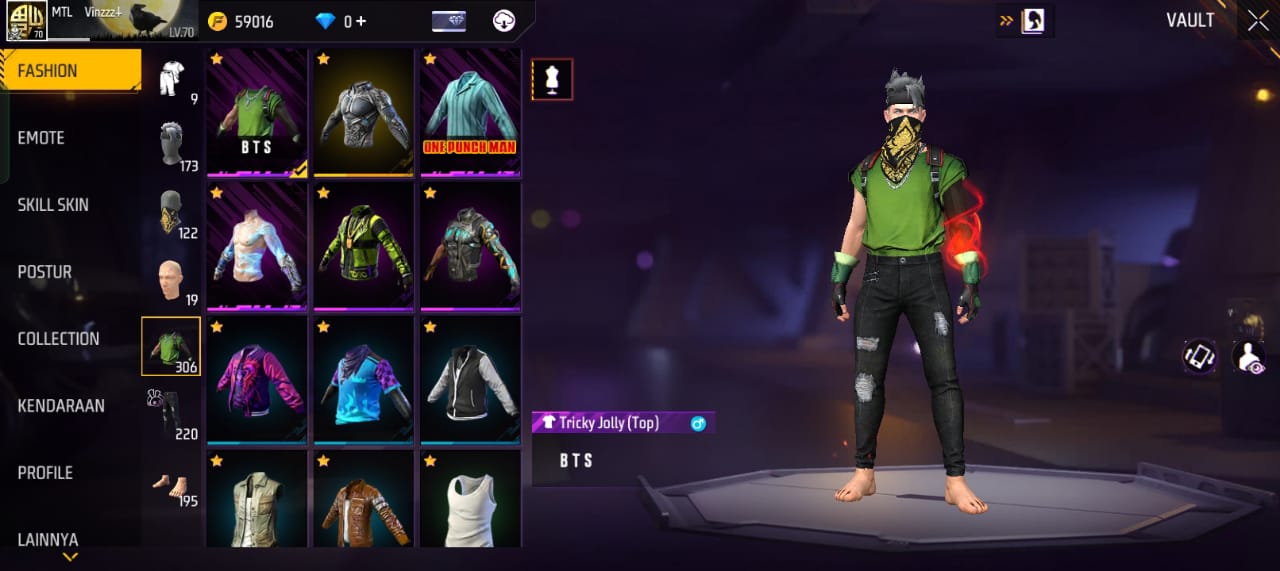 MTL Vinzzz↓
70
LV.70
59016
0 +
VAULT
FASHION
EMOTE
SKILL SKIN
POSTUR
COLLECTION
KENDARAAN
PROFILE
LAINNYA
9
173
122
19
306
220
195
BTS
ONE PUNCH MAN
Tricky Jolly (Top)
BTS